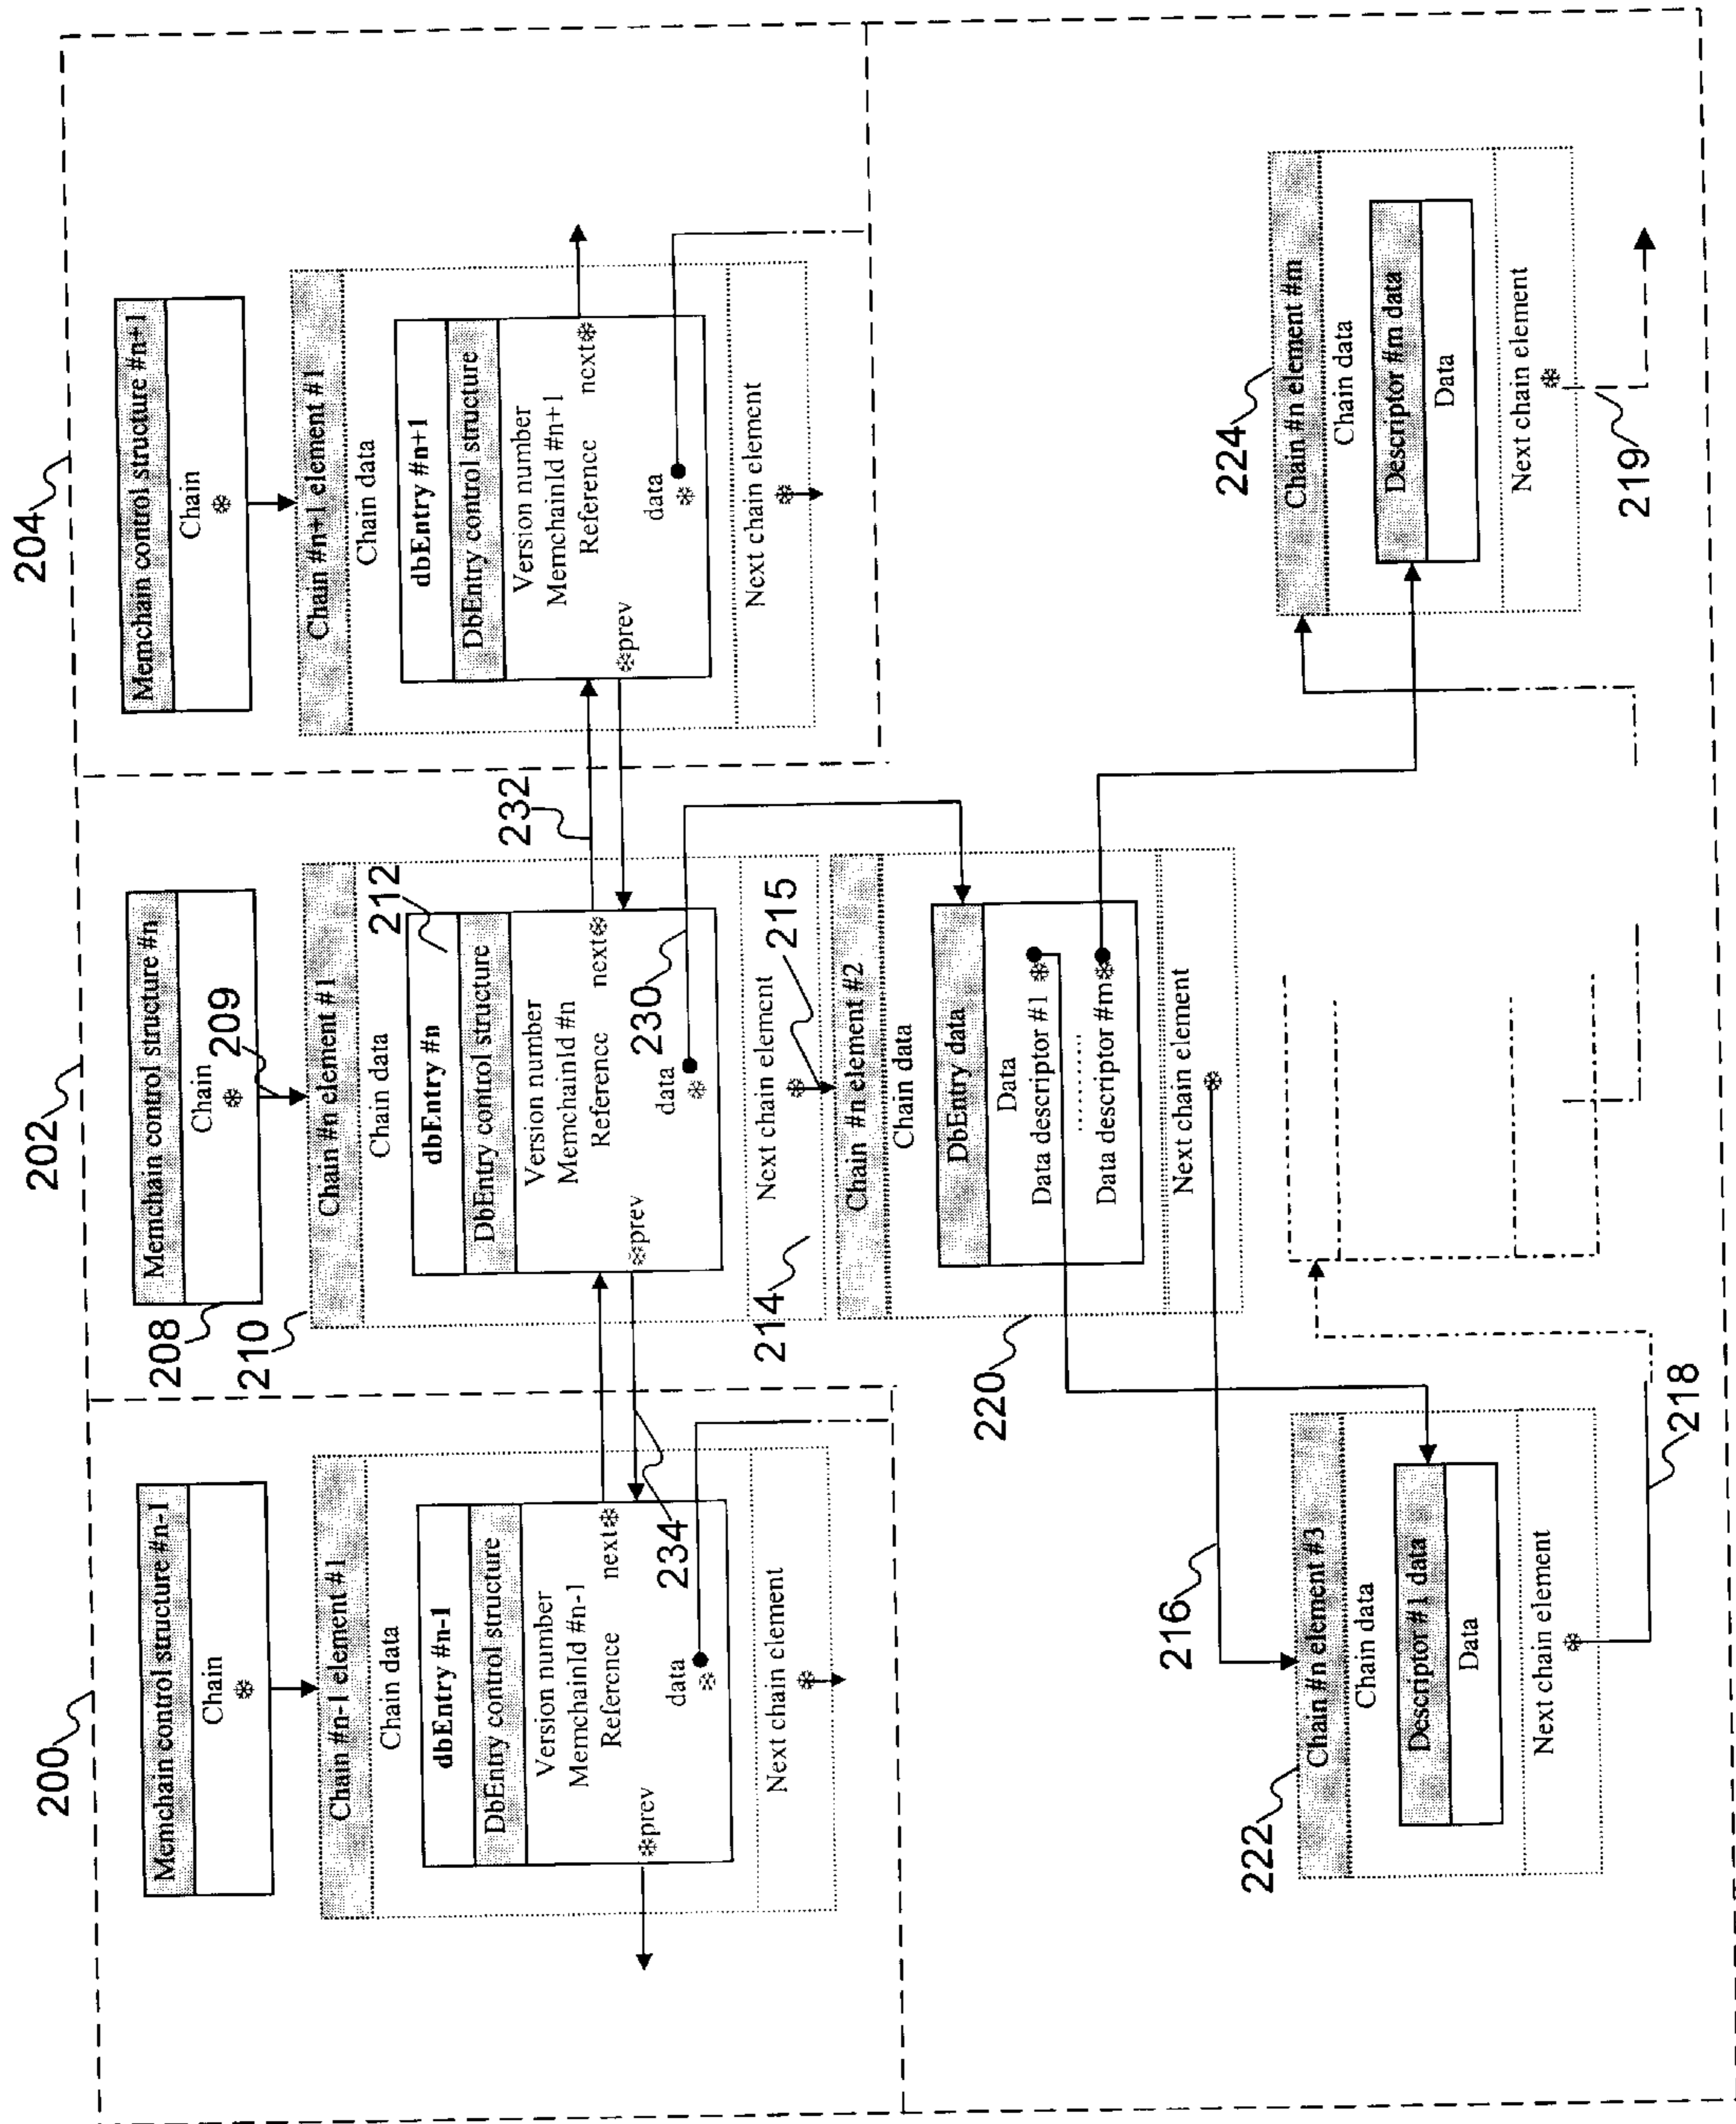 200
202
204
Memchain control structure #n-1
Chain
*
Chain #n-1 element #1
Chain data
dbEntry #n-1
DbEntry control structure
Version number
MemchainId #n-1
Reference
*prev
next*
data
*
234
Next chain element
*
208
Memchain control structure #n
Chain
*
209
210
Chain #n element #1
Chain data
212
dbEntry #n
DbEntry control structure
Version number
MemchainId #n
Reference
*prev
next*
232
data
*
230
214
Next chain element
*
215
Memchain control structure #n+1
Chain
*
Chain #n+1 element #1
Chain data
dbEntry #n+1
DbEntry control structure
Version number
MemchainId #n+1
Reference
*prev
next*
data
*
Next chain element
*
220
Chain #n element #2
Chain data
DbEntry data
Data
Data descriptor #1 *
..........
Data descriptor #m*
Next chain element
*
216
222
Chain #n element #3
Chain data
Descriptor #1 data
Data
Next chain element
*
218
224
Chain #n element #m
Chain data
Descriptor #m data
Data
Next chain element
*
219